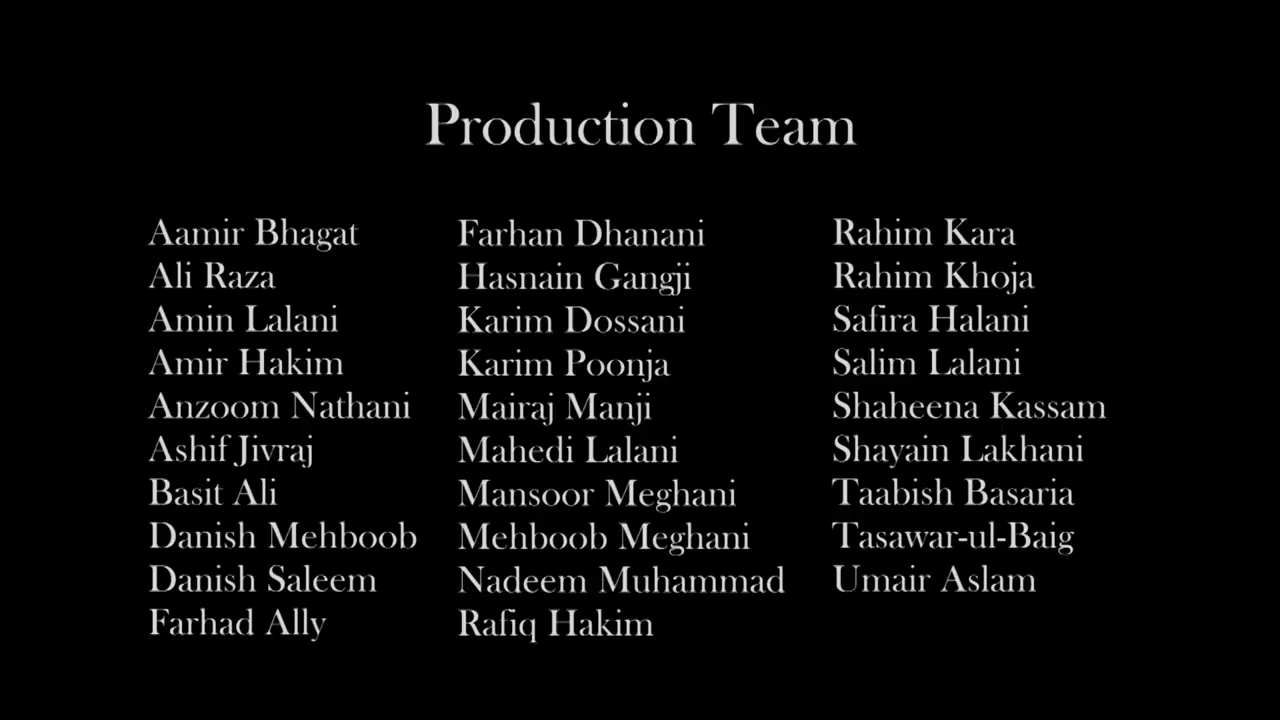 Production Team
Aamir Bhagat
Ali Raza
Amin Lalani
Amir Hakim
Anzoom Nathani
Ashif Jivraj
Basit Ali
Danish Mehboob
Danish Saleem
Farhad Ally
Farhan Dhanani
Hasnain Gangji
Karim Dossani
Karim Poonja
Mairaj Manji
Mahedi Lalani
Mansoor Meghani
Mehboob Meghani
Nadeem Muhammad
Rafiq Hakim
Rahim Kara
Rahim Khoja
Safira Halani
Salim Lalani
Shaheena Kassam
Shayain Lakhani
Taabish Basaria
Tasawar-ul-Baig
Umair Aslam